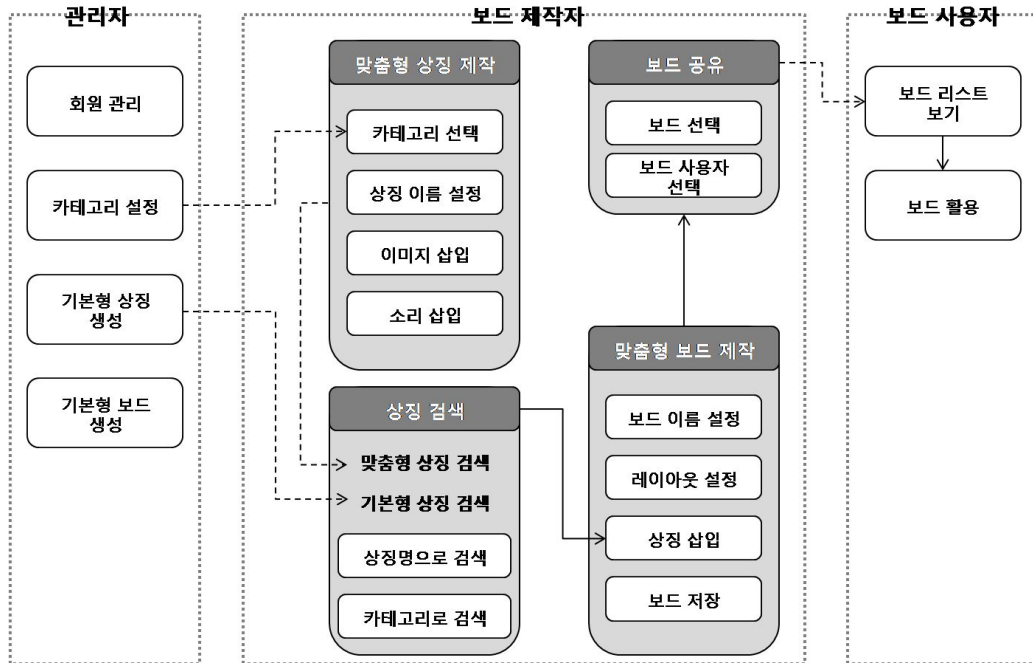 관리자
회원 관리
카테고리 설정
기본형 상징
생성
기본형 보드
생성
보드 제작자
맞춤형 상징 제작
카테고리 선택
상징 이름 설정
이미지 삽입
소리 삽입
상징 검색
맞춤형 상징 검색
기본형 상징 검색
상징명으로 검색
카테고리로 검색
보드 공유
보드 선택
보드 사용자
선택
맞춤형 보드 제작
보드 이름 설정
레이아웃 설정
상징 삽입
보드 저장
보드 사용자
보드 리스트
보기
보드 활용